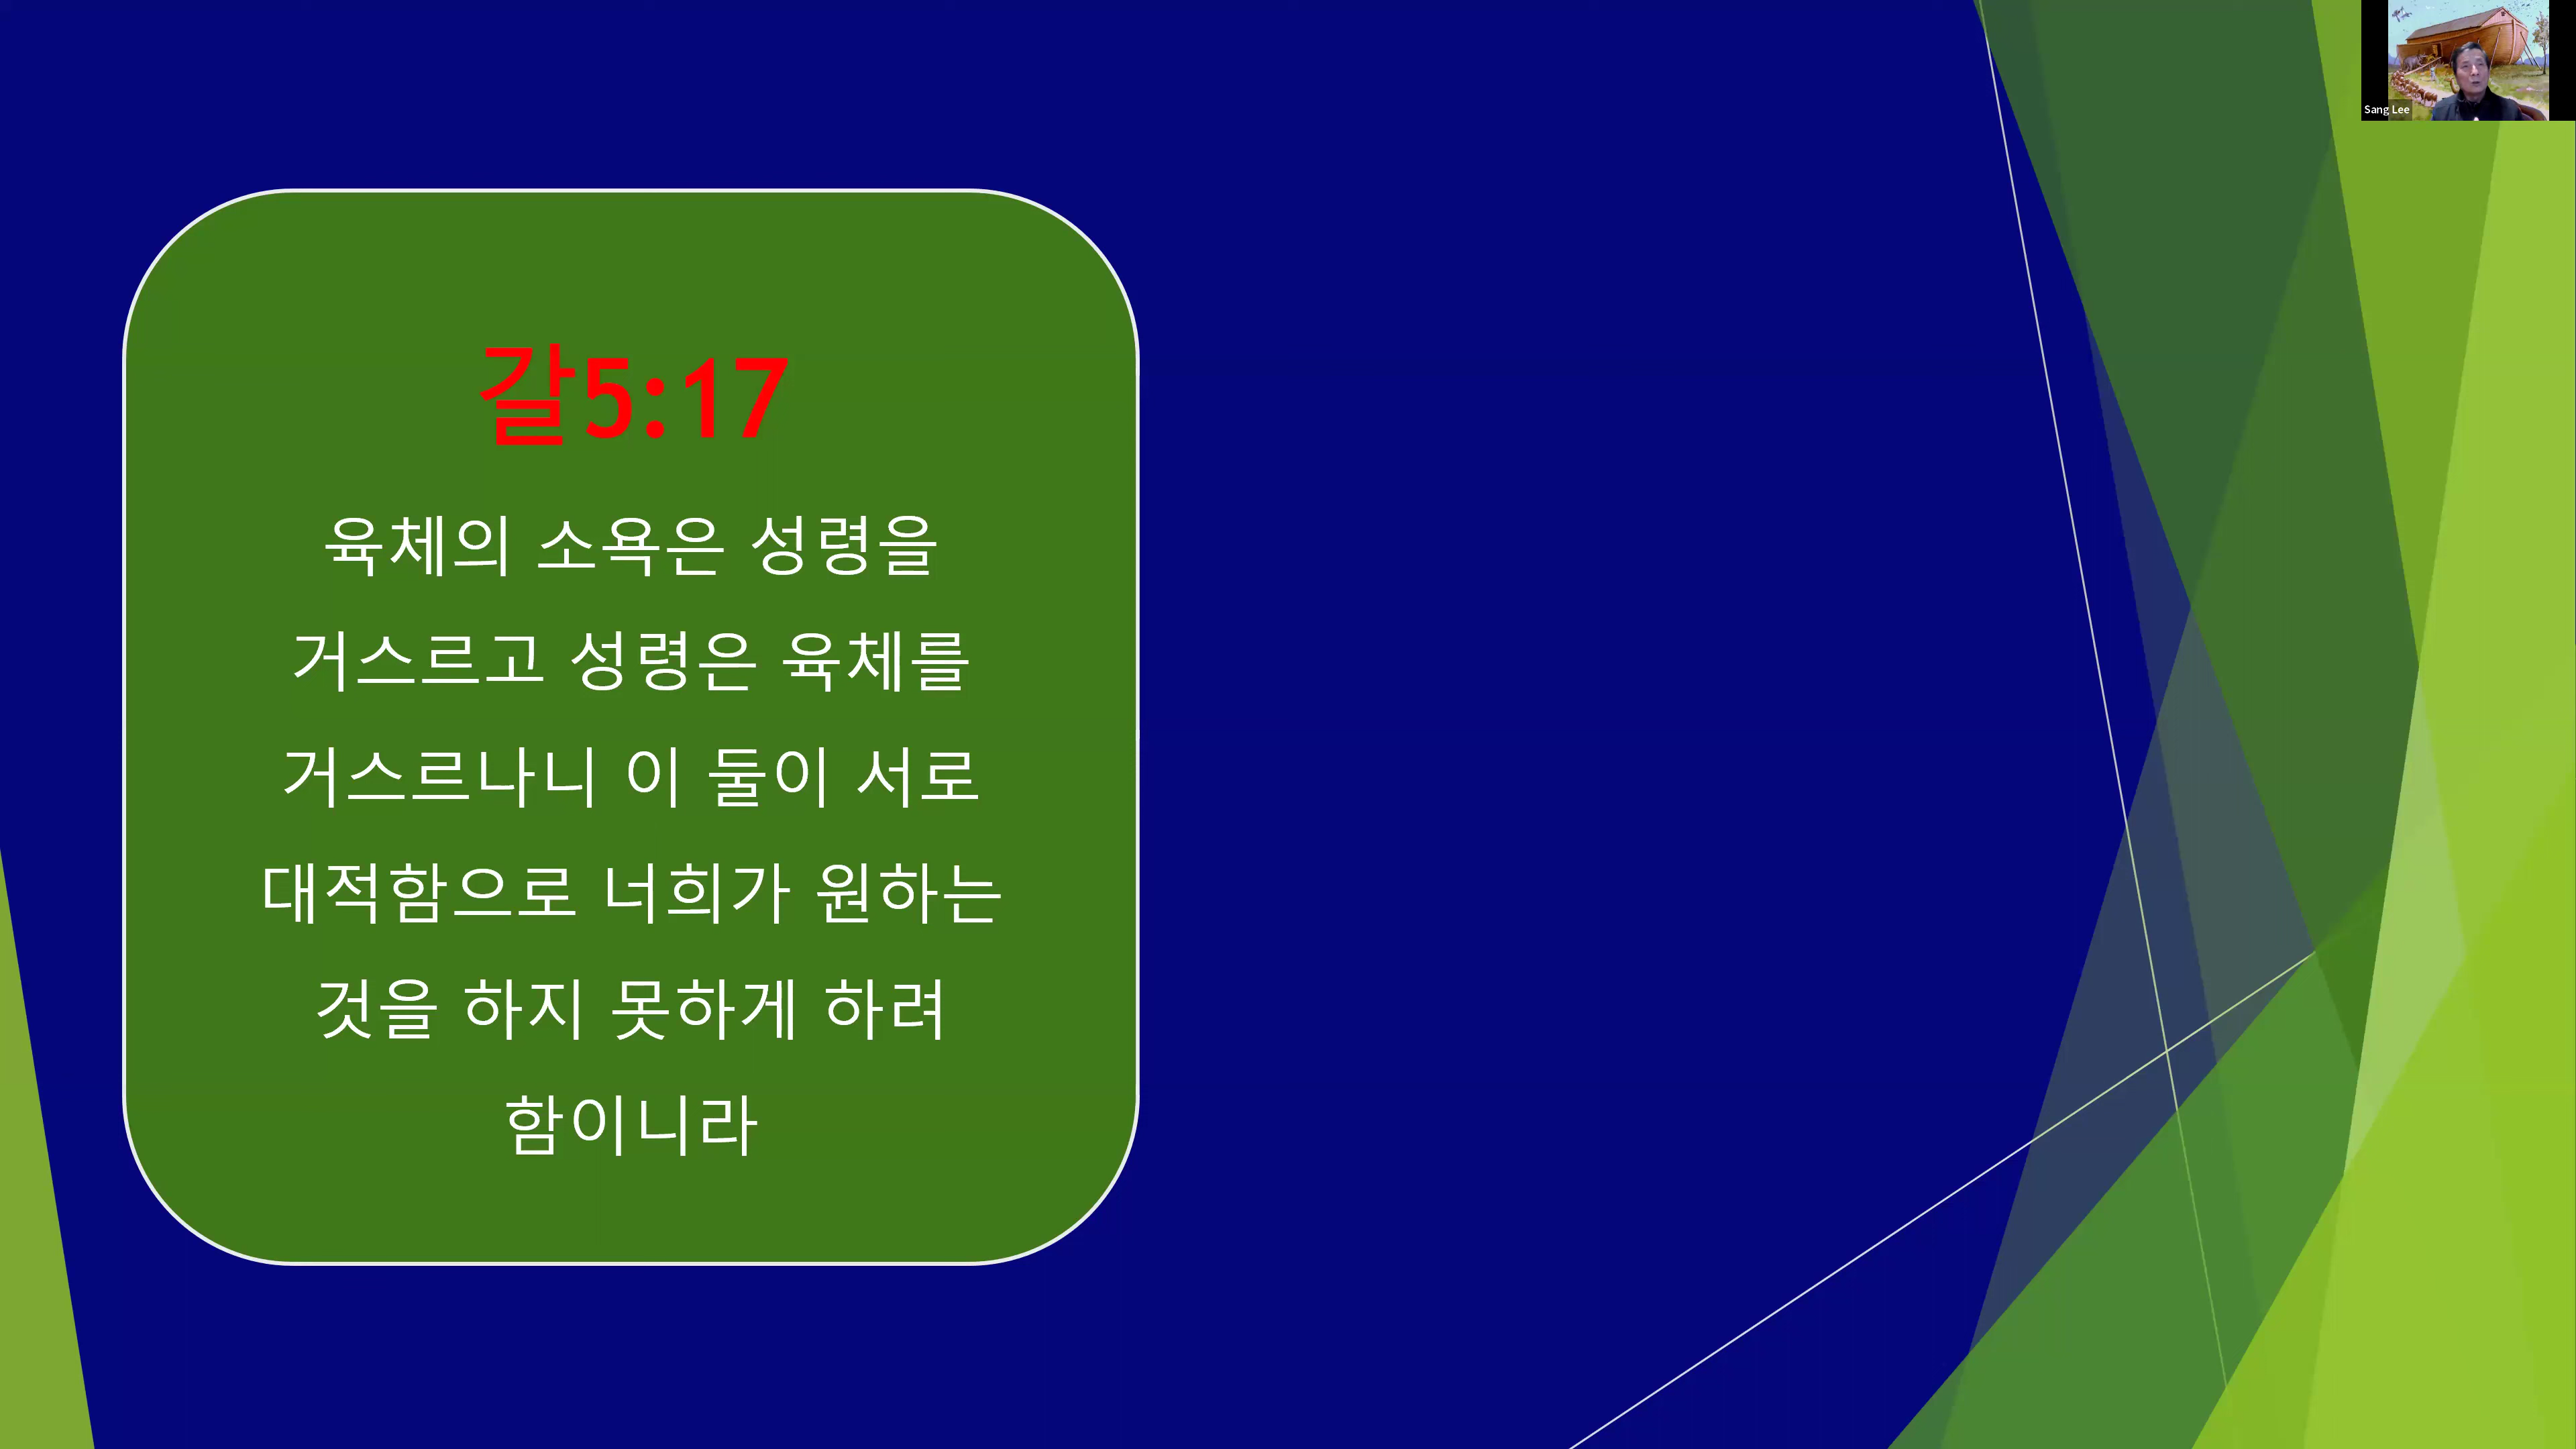 갈5:17
육체의 소욕은 성령을
거스르고 성령은 육체를
거스르나니 이 둘이 서로
대적함으로 너희가 원하는
것을 하지 못하게 하려
함이니라
Sang Lee